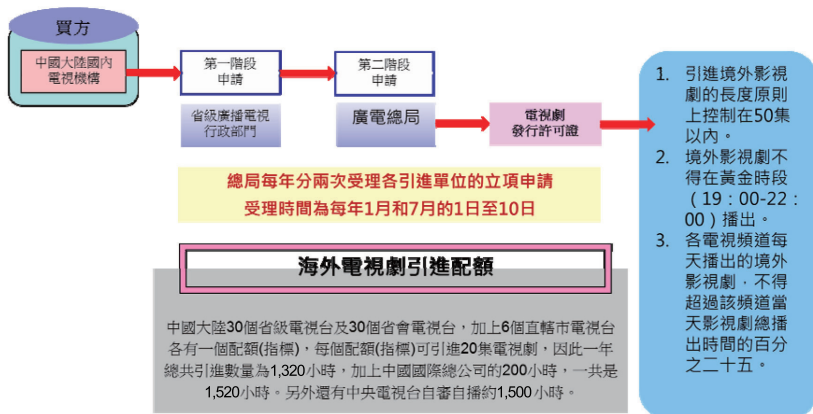 買方
中國大陸國內
電視機構
第一階段
申請
省級廣播電視
行政部門
第二階段
申請
廣電總局
電視劇
發行許可證
1. 引進境外影視
劇的長度原則
上控制在50集
以內。
2. 境外影視劇不
得在黃金時段
（19：00-22：
00）播出。
3. 各電視頻道每
天播出的境外
影視劇，不得
超過該頻道當
天影視劇總播
出時間的百分
之二十五。
總局每年分兩次受理各引進單位的立項申請
受理時間為每年1月和7月的1日至10日
海外電視劇引進配額
中國大陸30個省級電視台及30個省會電視台，加上6個直轄市電視台
各有一個配額(指標)，每個配額(指標)可引進20集電視劇，因此一年
總共引進數量為1,320小時，加上中國國際總公司的200小時，一共是
1,520小時。另外還有中央電視台自審自播約1,500小時。